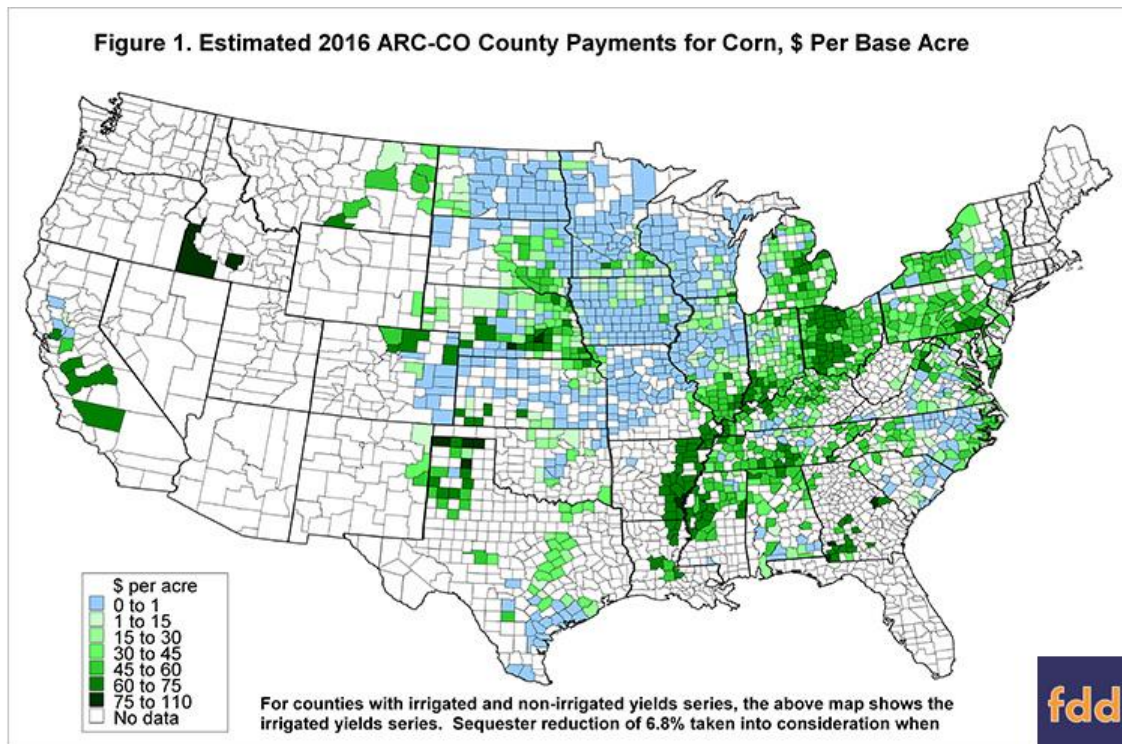 Figure 1. Estimated 2016 ARC-CO County Payments for Corn, $ Per Base Acre
$ per acre
0 to 1
1 to 15
15 to 30
30 to 45
45 to 60
60 to 75
75 to 110
No data
For counties with irrigated and non-irrigated yields series, the above map shows the
irrigated yields series. Sequester reduction of 6.8% taken into consideration when
fdd